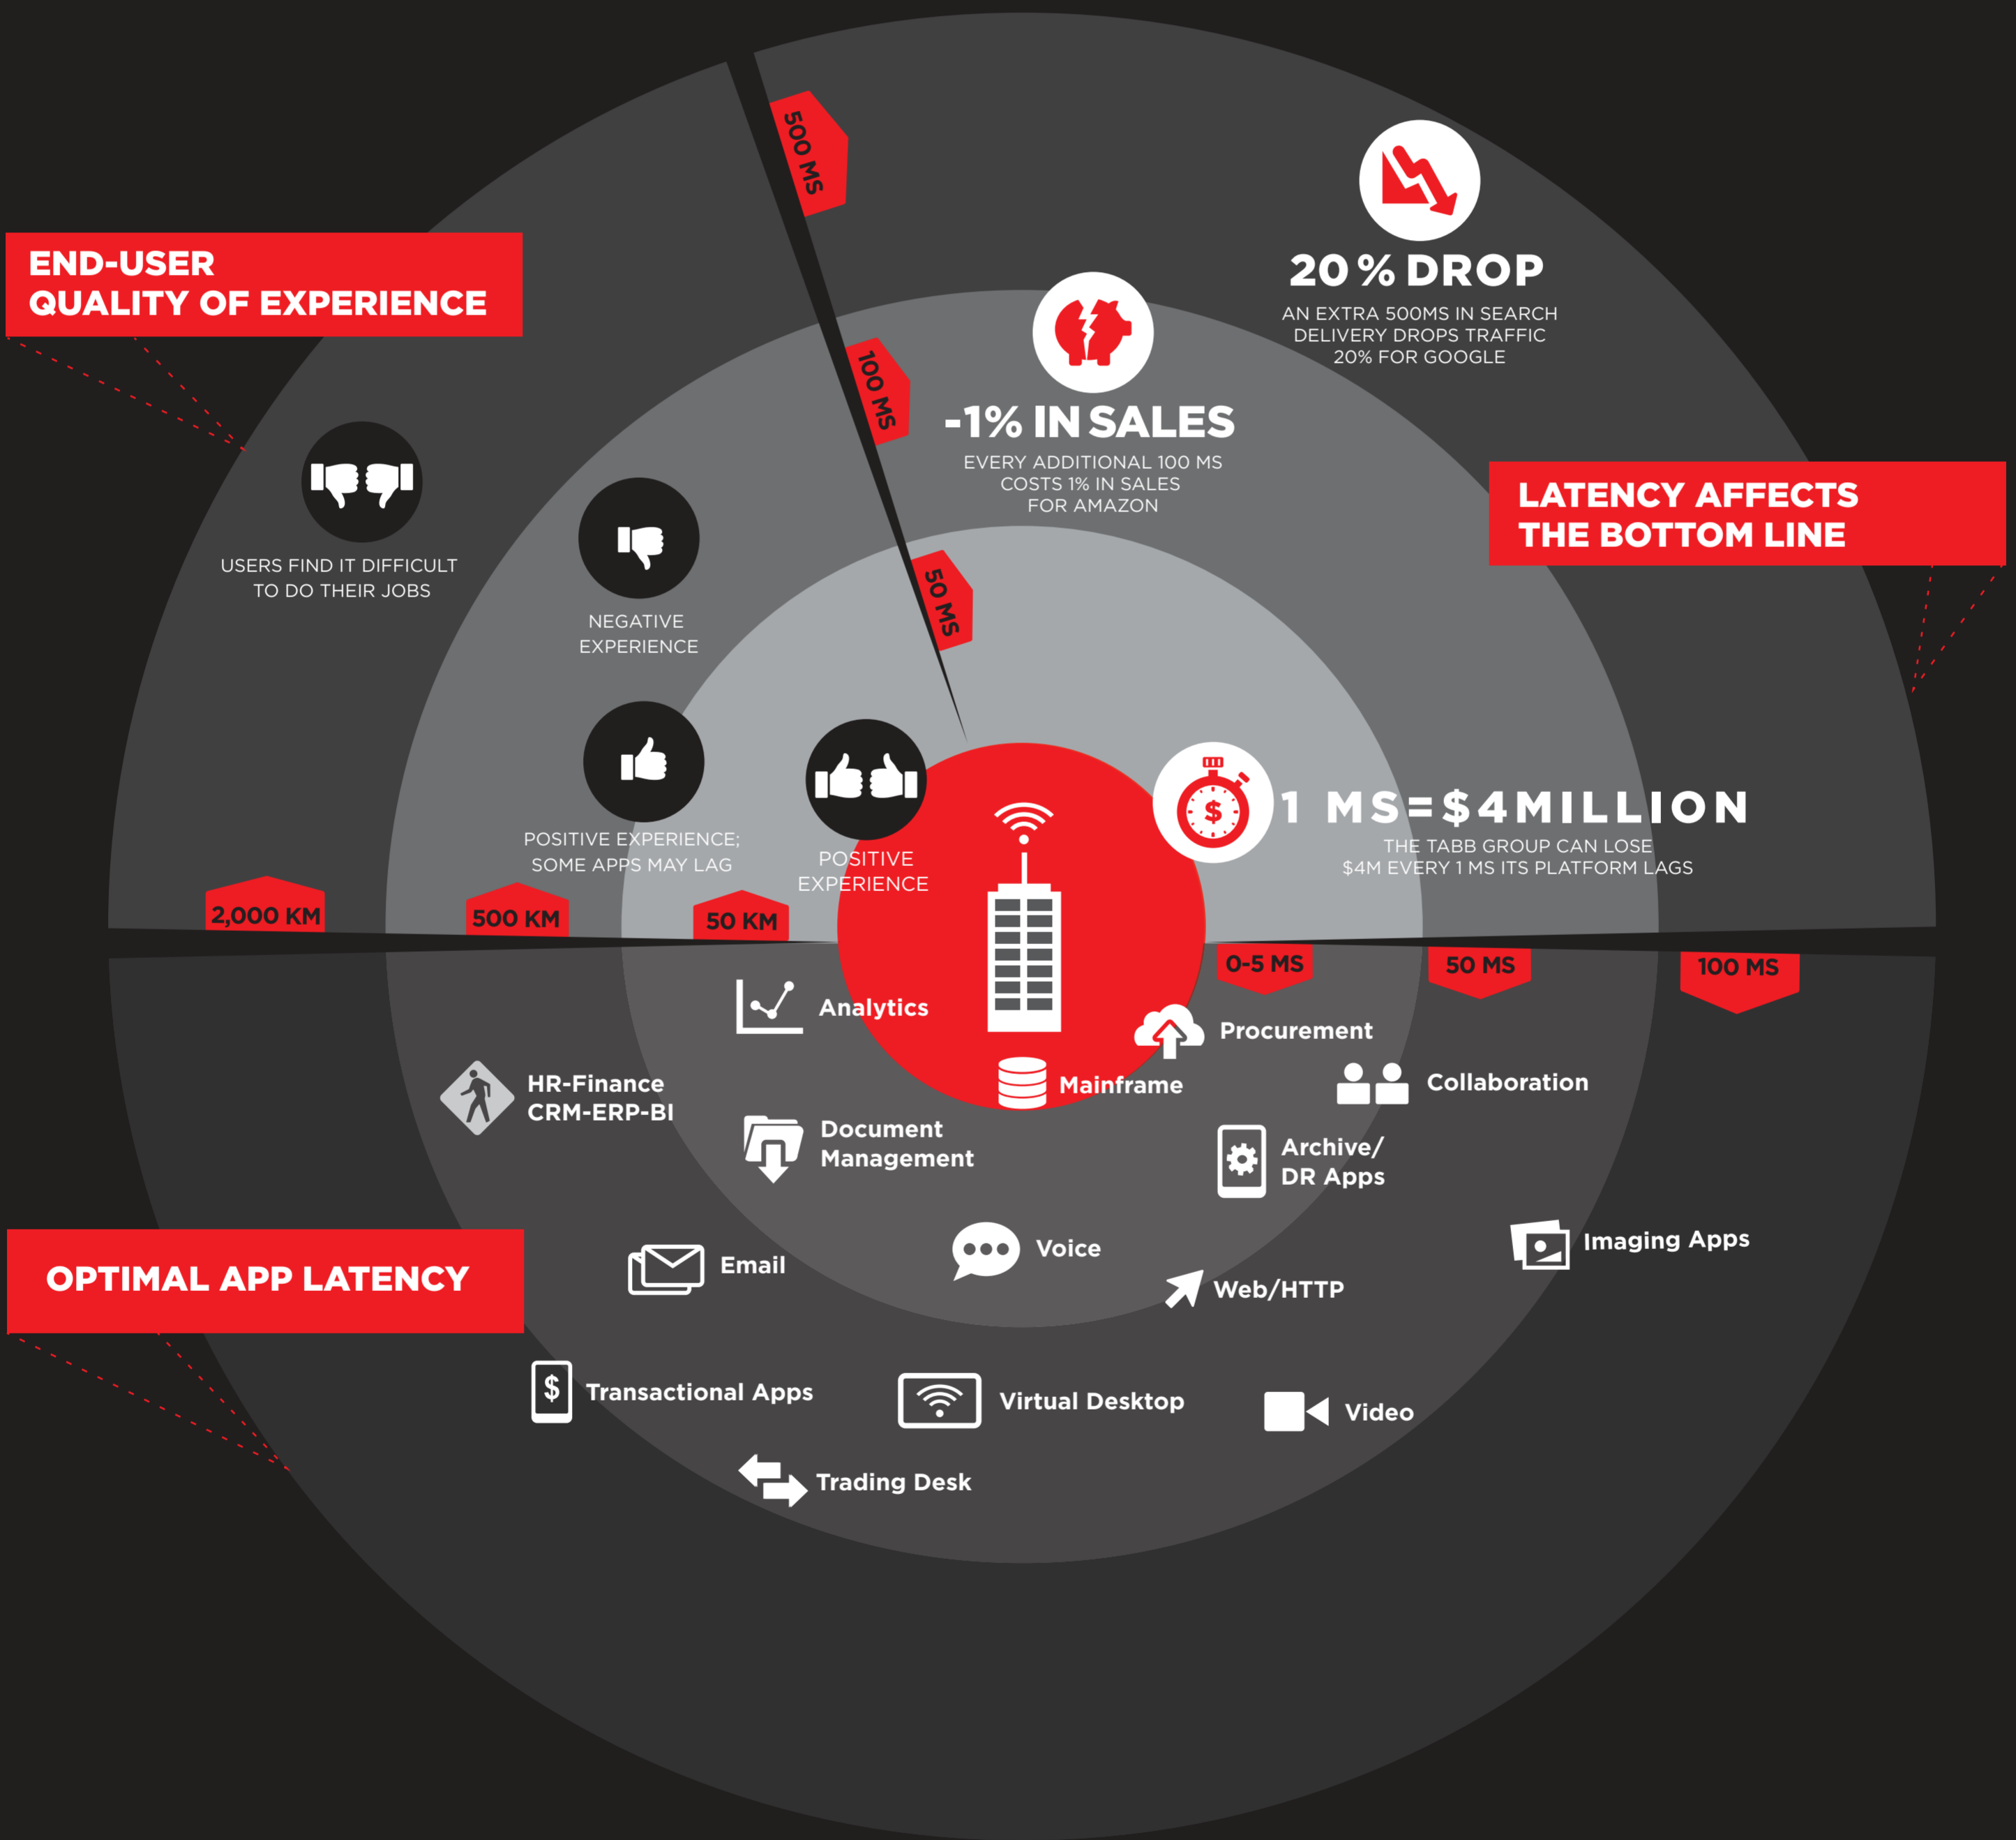 500 MS
20% DROP
AN EXTRA 500MS IN SEARCH
DELIVERY DROPS TRAFFIC
20% FOR GOOGLE
END-USER
QUALITY OF EXPERIENCE
100 MS
-1% IN SALES
EVERY ADDITIONAL 100 MS
COSTS 1% IN SALES
FOR AMAZON
LATENCY AFFECTS
THE BOTTOM LINE
USERS FIND IT DIFFICULT
TO DO THEIR JOBS
50 MS
NEGATIVE
EXPERIENCE
POSITIVE EXPERIENCE;
SOME APPS MAY LAG
POSITIVE
EXPERIENCE
$
1 MS=$4MILLION
THE TABB GROUP CAN LOSE
$4M EVERY 1 MS ITS PLATFORM LAGS
2,000 KM
500 KM
50 KM
0-5 MS
50 MS
100 MS
Analytics
Procurement
HR-Finance
CRM-ERP-BI
Mainframe
Collaboration
Document
Management
Archive/
DR Apps
Email
Voice
Web/HTTP
Imaging Apps
OPTIMAL APP LATENCY
$
Transactional Apps
Virtual Desktop
Video
Trading Desk